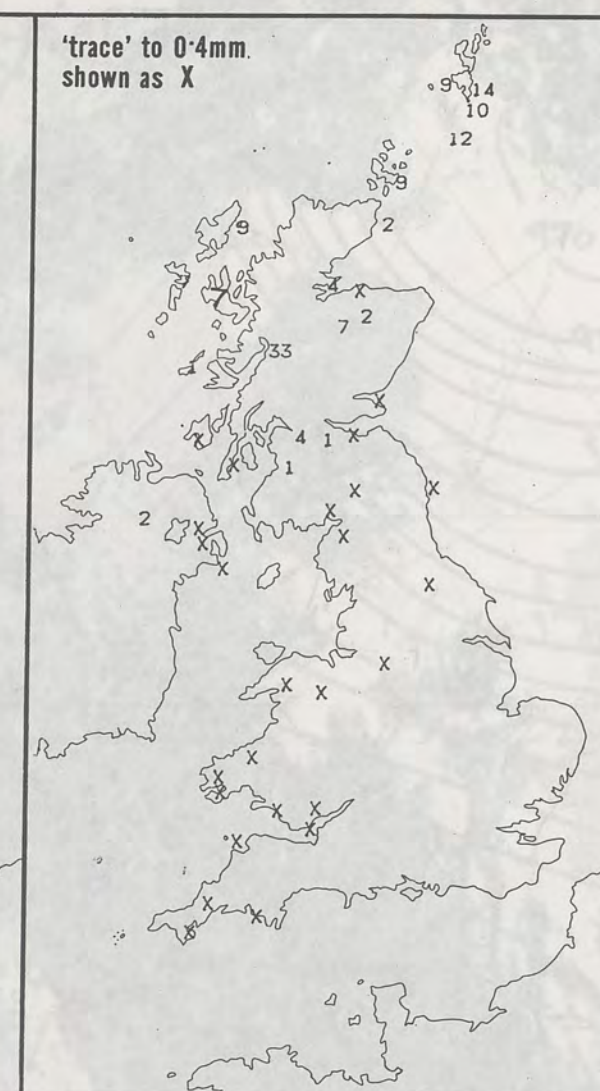 'trace' to 0·4mm.
shown as X
9 14
10
12
9
9 2
4 X
7 2
7
33
1
X
X 4 1 X
X 1
X X
2 X X
X X
X X
X
X
X X
X
X
X
X X
X
X
X
X
X